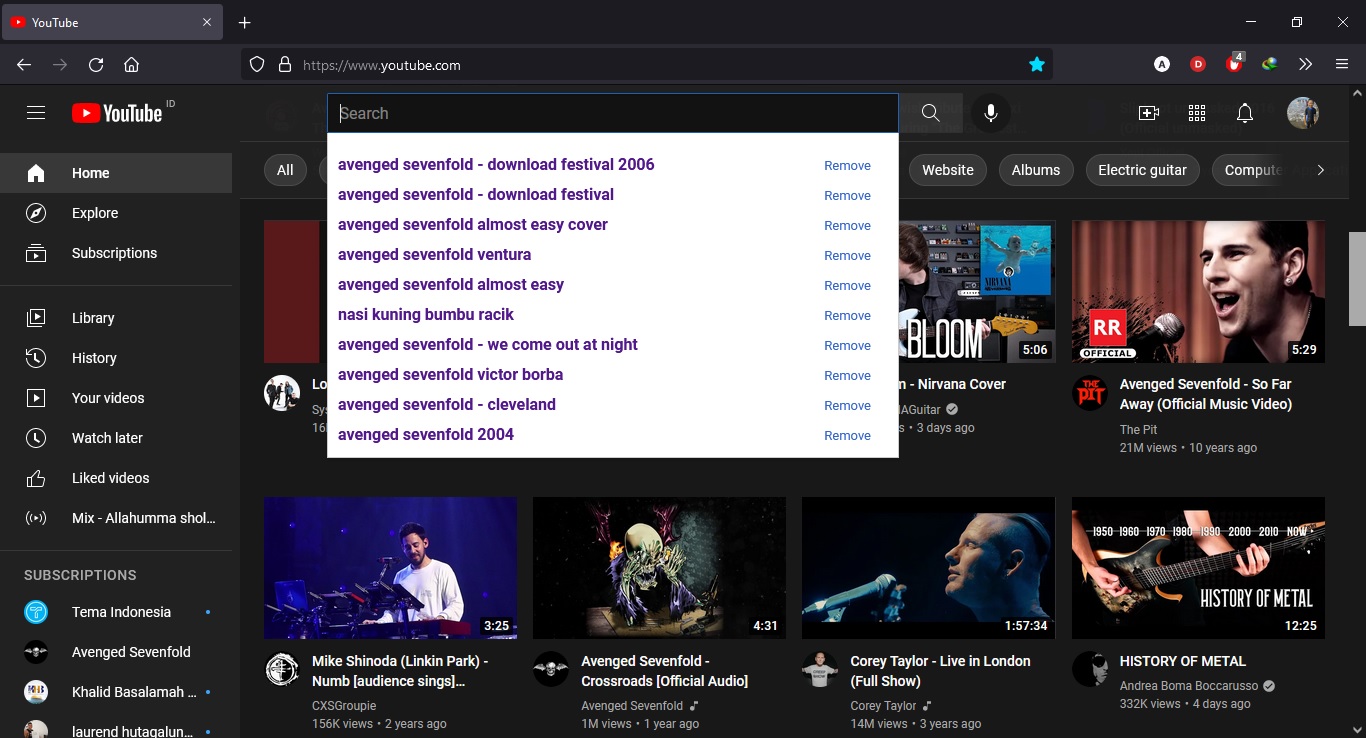 YouTube
https://www.youtube.com
A
D
4
YouTube ID
Search
All
Website
Albums
Electric guitar
Compute
Home
Explore
Subscriptions
Library
History
Your videos
Watch later
Liked videos
Mix - Allahumma shol...
SUBSCRIPTIONS
Tema Indonesia
Avenged Sevenfold
Khalid Basalamah ...
laurend hutagalun...
avenged sevenfold - download festival 2006 Remove
avenged sevenfold - download festival Remove
avenged sevenfold almost easy cover Remove
avenged sevenfold ventura Remove
avenged sevenfold almost easy Remove
nasi kuning bumbu racik Remove
avenged sevenfold - we come out at night Remove
avenged sevenfold victor borba Remove
avenged sevenfold - cleveland Remove
avenged sevenfold 2004 Remove
Lo
Sys
16
NIRVANA
BLOOM
5:06
m - Nirvana Cover
AGuitar
s • 3 days ago
RR
OFFICIAL
5:29
THE PIT
Avenged Sevenfold - So Far
Away (Official Music Video)
The Pit
21M views • 10 years ago
3:25
Mike Shinoda (Linkin Park) -
Numb [audience sings]...
CXSGroupie
156K views • 2 years ago
4:31
Avenged Sevenfold -
Crossroads [Official Audio]
Avenged Sevenfold
1M views • 1 year ago
1:57:34
Corey Taylor - Live in London
(Full Show)
Corey Taylor
14M views • 3 years ago
1950 1960 1970 1980 1990 2000 2010 NOW
HISTORY OF METAL
12:25
HISTORY OF METAL
Andrea Boma Boccarusso
332K views • 4 days ago